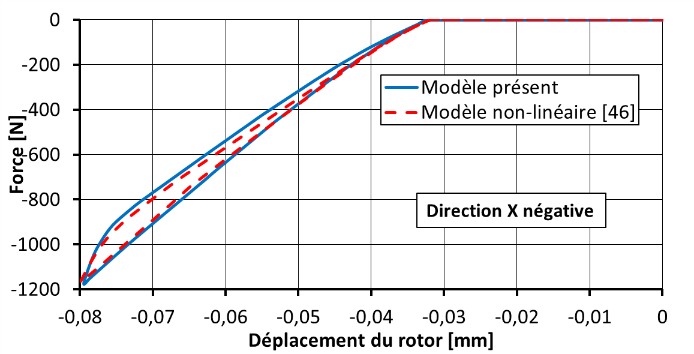 0
-200
-400
-600
-800
-1000
-1200
Force [N]
Modèle présent
Modèle non-linéaire [46]
Direction X négative
-0,08 -0,07 -0,06 -0,05 -0,04 -0,03 -0,02 -0,01 0
Déplacement du rotor [mm]